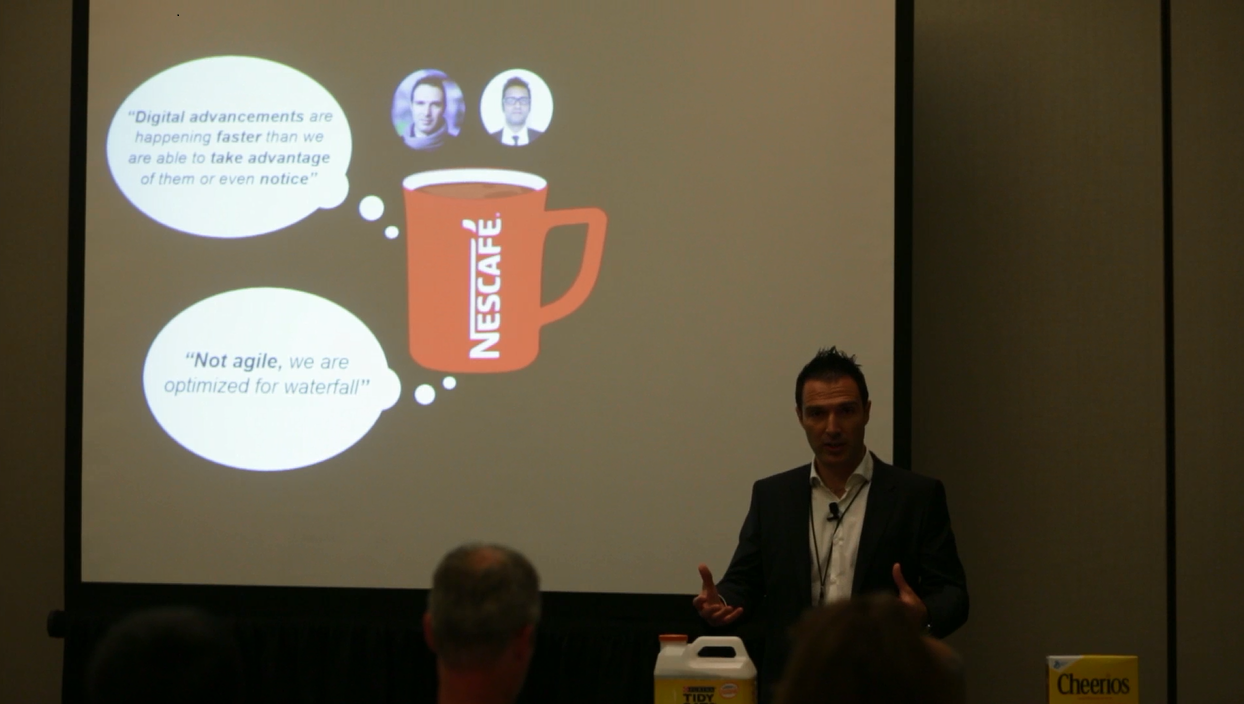 “Digital advancements are
happening faster than we
are able to take advantage
of them or even notice”
NESCAFÉ
“Not agile, we are
optimized for waterfall”
TIDY
Cheerios